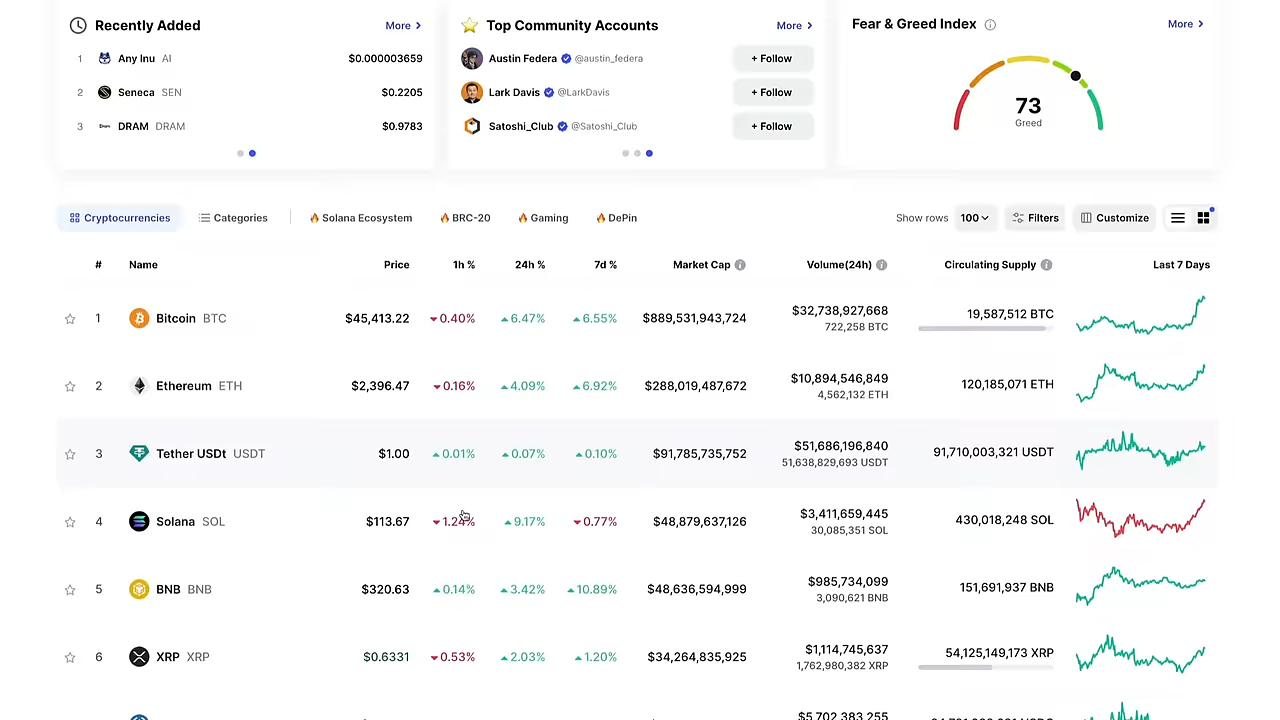 Recently Added More >
1 Any Inu AI $0.000003659
2 Seneca SEN $0.2205
3 DRAM DRAM $0.9783
Top Community Accounts More >
Austin Federa @austin_federa + Follow
Lark Davis @LarkDavis + Follow
Satoshi_Club @Satoshi_Club + Follow
Fear & Greed Index More >
73
Greed
Cryptocurrencies Categories Solana Ecosystem BRC-20 Gaming DePin Show rows 100 Filters Customize
# Name Price 1h % 24h % 7d % Market Cap Volume(24h) Circulating Supply Last 7 Days
1 Bitcoin BTC $45,413.22 0.40% 6.47% 6.55% $889,531,943,724 $32,738,927,668 19,587,512 BTC
722,258 BTC
2 Ethereum ETH $2,396.47 0.16% 4.09% 6.92% $288,019,487,672 $10,894,546,849 120,185,071 ETH
4,562,132 ETH
3 Tether USDt USDT $1.00 0.01% 0.07% 0.10% $91,785,735,752 $51,686,196,840 91,710,003,321 USDT
51,638,829,693 USDT
4 Solana SOL $113.67 1.24% 9.17% 0.77% $48,879,637,126 $3,411,659,445 430,018,248 SOL
30,085,351 SOL
5 BNB BNB $320.63 0.14% 3.42% 10.89% $48,636,594,999 $985,734,099 151,691,937 BNB
3,090,621 BNB
6 XRP XRP $0.6331 0.53% 2.03% 1.20% $34,264,835,925 $1,114,745,637 54,125,149,173 XRP
1,762,980,382 XRP
$5,702,383,255